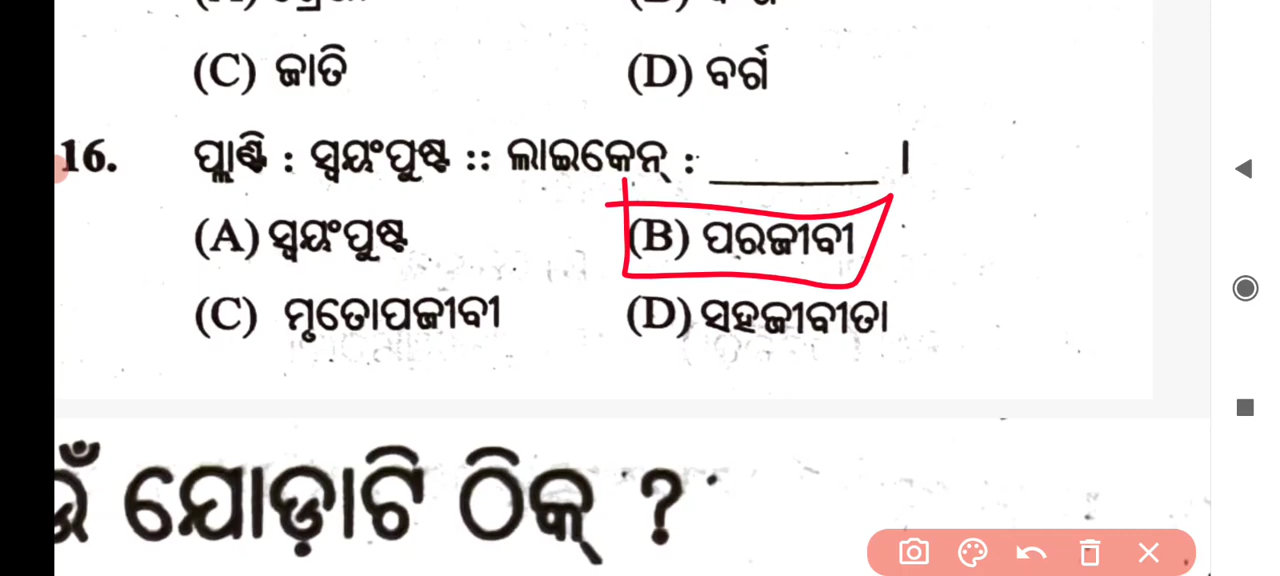 (C) ଜାତି (D) ବର୍ଗ
16. ପ୍ଲାଣ୍ଟି : ସ୍ୱୟଂପୁଷ୍ଟ :: ଲାଇକେନ୍ : ________ ।
(A) ସ୍ୱୟଂପୁଷ୍ଟ (B) ପରଜୀବୀ
(C) ମୃତୋପଜୀବୀ (D) ସହଜୀବୀତା
ଯୋଡ଼ାଟି ଠିକ୍ ?